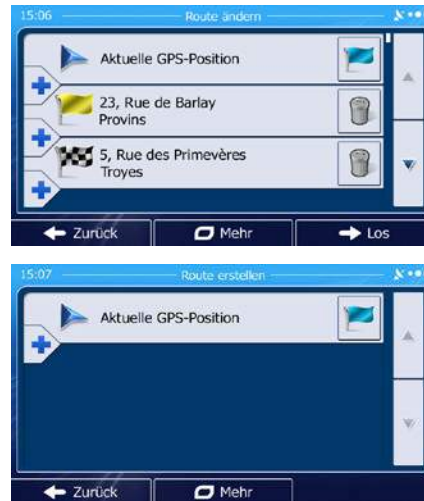 15:06 Route ändern
Aktuelle GPS-Position
23, Rue de Barlay
Provins
5, Rue des Primevères
Troyes
Zurück Mehr Los
15:07 Route erstellen
Aktuelle GPS-Position
Zurück Mehr